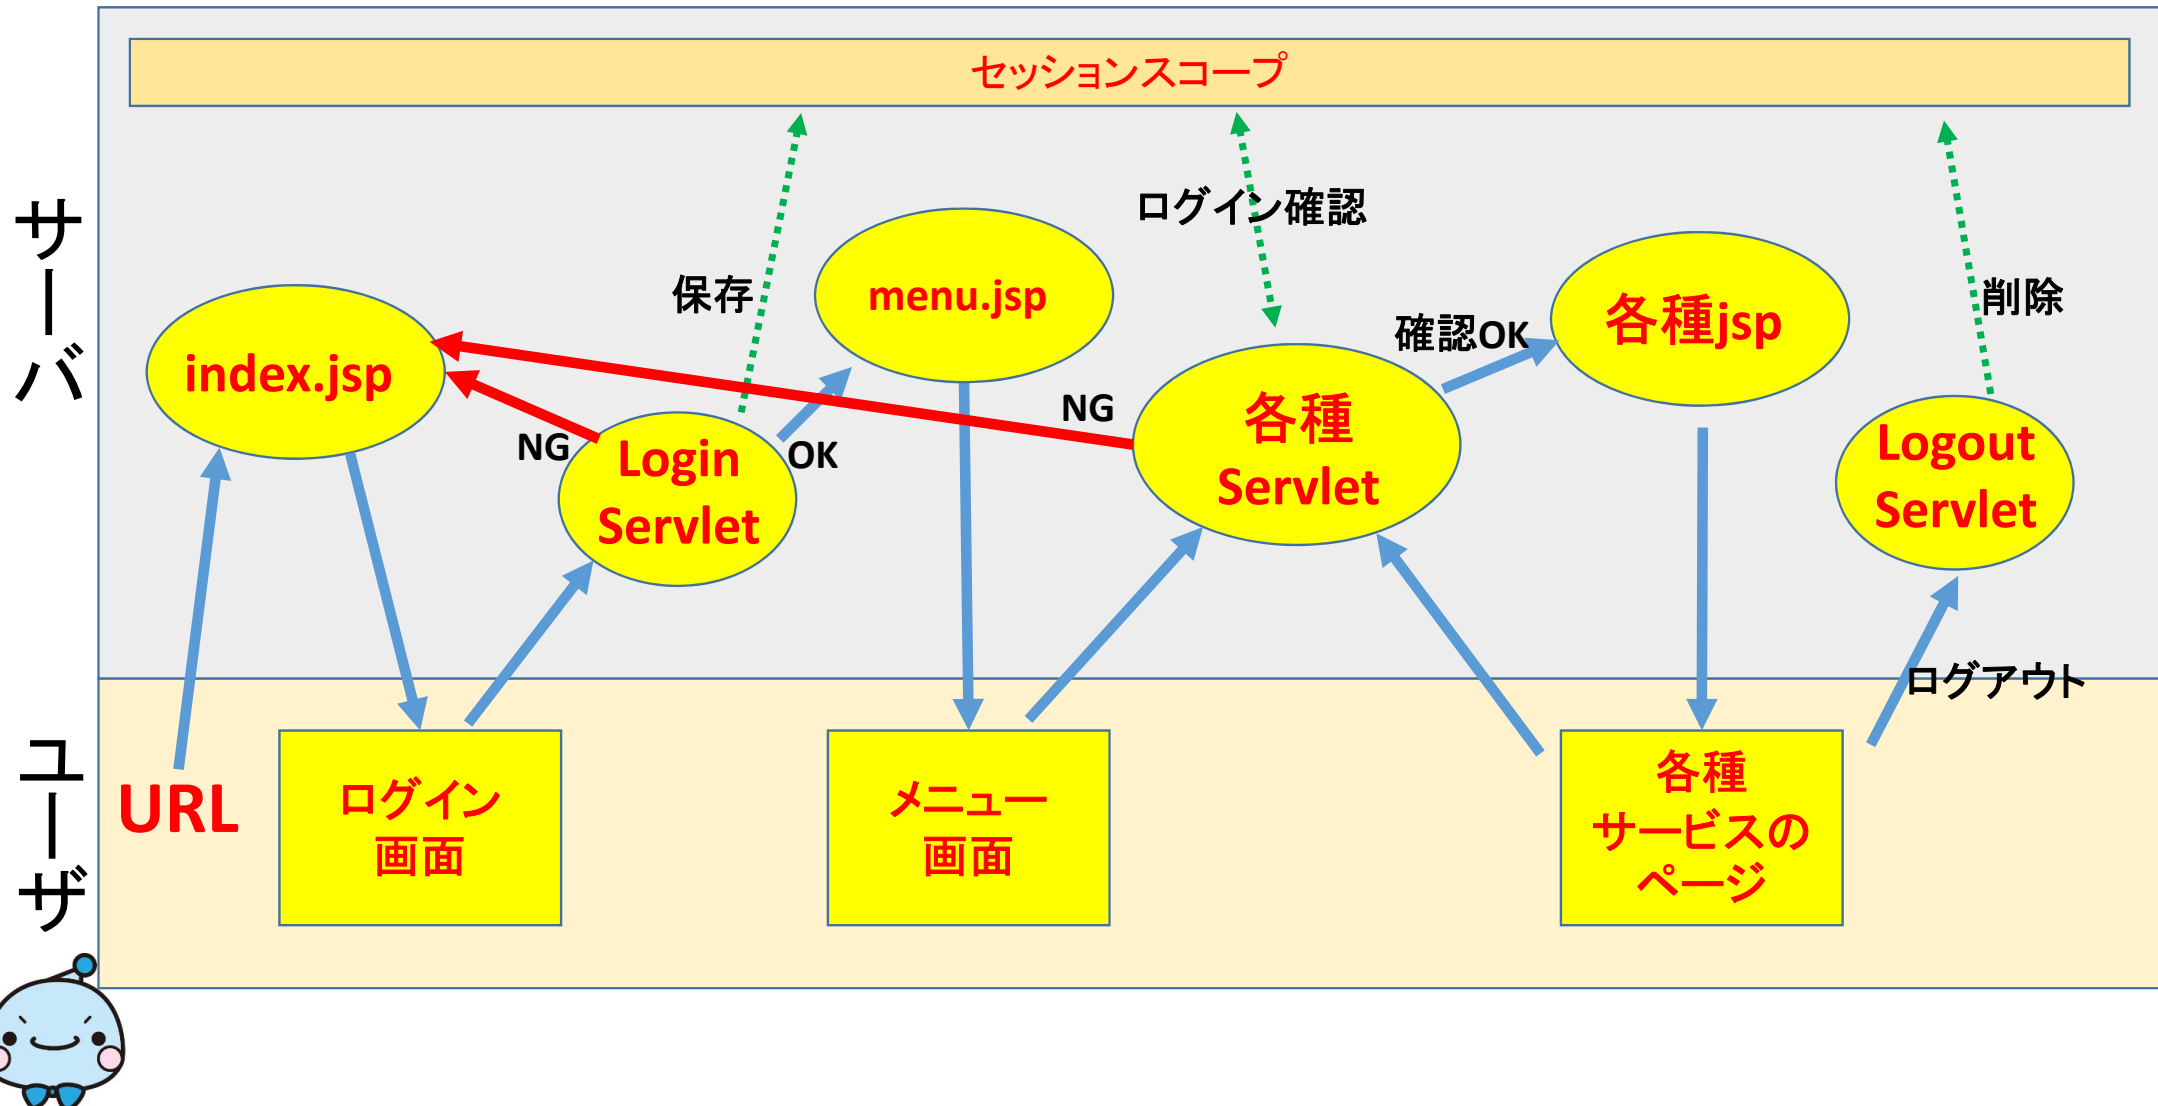 セッションスコープ
サーバ
ログイン確認
保存
menu.jsp
削除
確認OK
各種jsp
index.jsp
NG
NG
OK
Login
Servlet
各種
Servlet
Logout
Servlet
ログアウト
ユーザ
URL
ログイン
画面
メニュー
画面
各種
サービスの
ページ